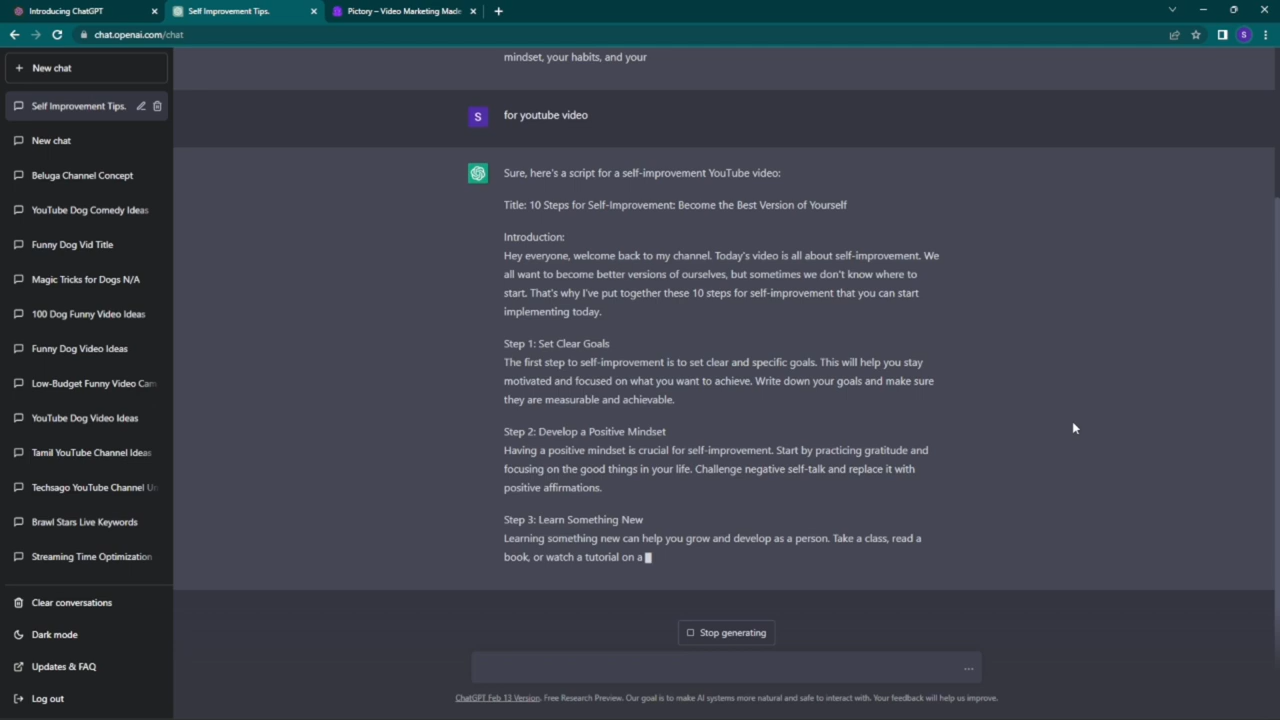 Introducing ChatGPT
Self Improvement Tips.
Pictory – Video Marketing Made
chat.openai.com/chat
S
New chat
Self Improvement Tips.
New chat
Beluga Channel Concept
YouTube Dog Comedy Ideas
Funny Dog Vid Title
Magic Tricks for Dogs N/A
100 Dog Funny Video Ideas
Funny Dog Video Ideas
Low-Budget Funny Video Cam
YouTube Dog Video Ideas
Tamil YouTube Channel Ideas
Techsago YouTube Channel U
Brawl Stars Live Keywords
Streaming Time Optimization
Clear conversations
Dark mode
Updates & FAQ
Log out
mindset, your habits, and your
S
for youtube video
Sure, here's a script for a self-improvement YouTube video:
Title: 10 Steps for Self-Improvement: Become the Best Version of Yourself
Introduction:
Hey everyone, welcome back to my channel. Today's video is all about self-improvement. We
all want to become better versions of ourselves, but sometimes we don't know where to
start. That's why I've put together these 10 steps for self-improvement that you can start
implementing today.
Step 1: Set Clear Goals
The first step to self-improvement is to set clear and specific goals. This will help you stay
motivated and focused on what you want to achieve. Write down your goals and make sure
they are measurable and achievable.
Step 2: Develop a Positive Mindset
Having a positive mindset is crucial for self-improvement. Start by practicing gratitude and
focusing on the good things in your life. Challenge negative self-talk and replace it with
positive affirmations.
Step 3: Learn Something New
Learning something new can help you grow and develop as a person. Take a class, read a
book, or watch a tutorial on a
Stop generating
ChatGPT Feb 13 Version. Free Research Preview. Our goal is to make AI systems more natural and safe to interact with. Your feedback will help us improve.